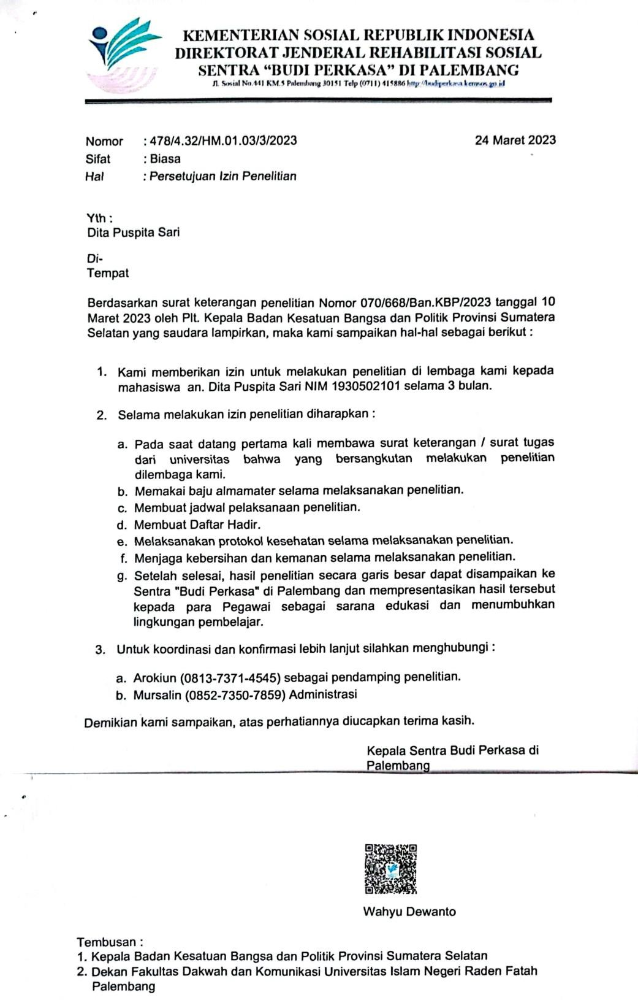 KEMENTERIAN SOSIAL REPUBLIK INDONESIA
DIREKTORAT JENDERAL REHABILITASI SOSIAL
SENTRA “BUDI PERKASA” DI PALEMBANG
Jl. Sosial No.441 KM.5 Palembang 30151 Telp (0711) 415886 http://budiperkasa.kemsos.go.id
Nomor : 478/4.32/HM.01.03/3/2023 24 Maret 2023
Sifat : Biasa
Hal : Persetujuan Izin Penelitian
Yth :
Dita Puspita Sari
Di-
Tempat
Berdasarkan surat keterangan penelitian Nomor 070/668/Ban.KBP/2023 tanggal 10
Maret 2023 oleh Plt. Kepala Badan Kesatuan Bangsa dan Politik Provinsi Sumatera
Selatan yang saudara lampirkan, maka kami sampaikan hal-hal sebagai berikut :
1. Kami memberikan izin untuk melakukan penelitian di lembaga kami kepada
mahasiswa an. Dita Puspita Sari NIM 1930502101 selama 3 bulan.
2. Selama melakukan izin penelitian diharapkan :
a. Pada saat datang pertama kali membawa surat keterangan / surat tugas
dari universitas bahwa yang bersangkutan melakukan penelitian
dilembaga kami.
b. Memakai baju almamater selama melaksanakan penelitian.
c. Membuat jadwal pelaksanaan penelitian.
d. Membuat Daftar Hadir.
e. Melaksanakan protokol kesehatan selama melaksanakan penelitian.
f. Menjaga kebersihan dan kemanan selama melaksanakan penelitian.
g. Setelah selesai, hasil penelitian secara garis besar dapat disampaikan ke
Sentra "Budi Perkasa" di Palembang dan mempresentasikan hasil tersebut
kepada para Pegawai sebagai sarana edukasi dan menumbuhkan
lingkungan pembelajar.
3. Untuk koordinasi dan konfirmasi lebih lanjut silahkan menghubungi :
a. Arokiun (0813-7371-4545) sebagai pendamping penelitian.
b. Mursalin (0852-7350-7859) Administrasi
Demikian kami sampaikan, atas perhatiannya diucapkan terima kasih.
Kepala Sentra Budi Perkasa di
Palembang
Wahyu Dewanto
Tembusan :
1. Kepala Badan Kesatuan Bangsa dan Politik Provinsi Sumatera Selatan
2. Dekan Fakultas Dakwah dan Komunikasi Universitas Islam Negeri Raden Fatah
Palembang